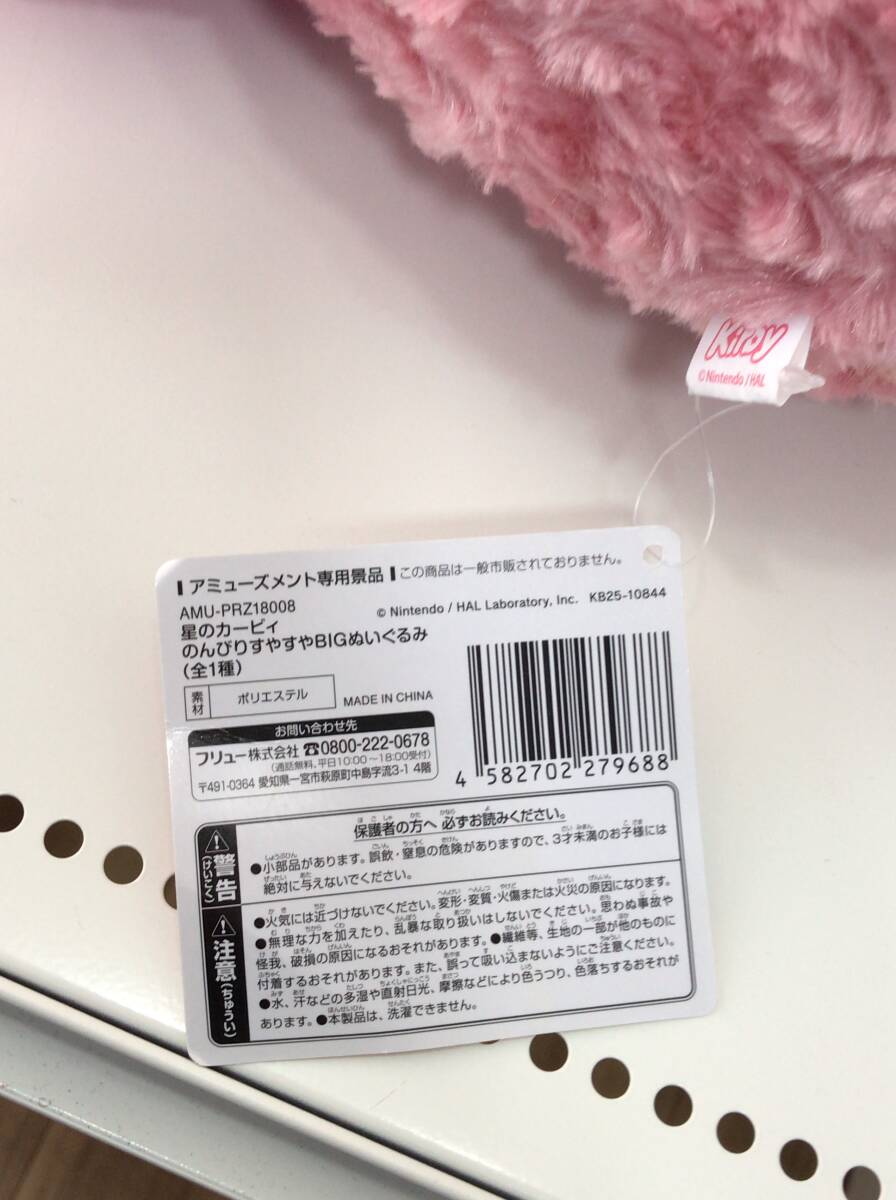 Kirby
© Nintendo / HAL
アミューズメント専用景品
この商品は一般市販されておりません。
AMU-PRZ18008
© Nintendo / HAL Laboratory, Inc. KB25-10844
星のカービィ
のんびりすやすやBIGぬいぐるみ
(全1種)
素材 ポリエステル
MADE IN CHINA
お問い合わせ先
フリュー株式会社 ☎0800-222-0678
(通話無料、平日10:00~18:00受付)
〒491-0364 愛知県一宮市萩原町中島字流3-1 4階
4 582702 279688
保護者の方へ 必ずお読みください。
警告(けいこく)
●小部品があります。誤飲・窒息の危険がありますので、3才未満のお子様には
絶対に与えないでください。
注意(ちゅうい)
●火気には近づけないでください。変形・変質・火傷または火災の原因になります。
●無理な力を加えたり、乱暴な取り扱いはしないでください。思わぬ事故や
怪我、破損の原因になるおそれがあります。●繊維等、生地の一部が他のものに
付着するおそれがあります。また、誤って吸い込まないようにご注意ください。
●水、汗などの多湿や直射日光、摩擦などにより色うつり、色落ちするおそれが
あります。●本製品は、洗濯できません。